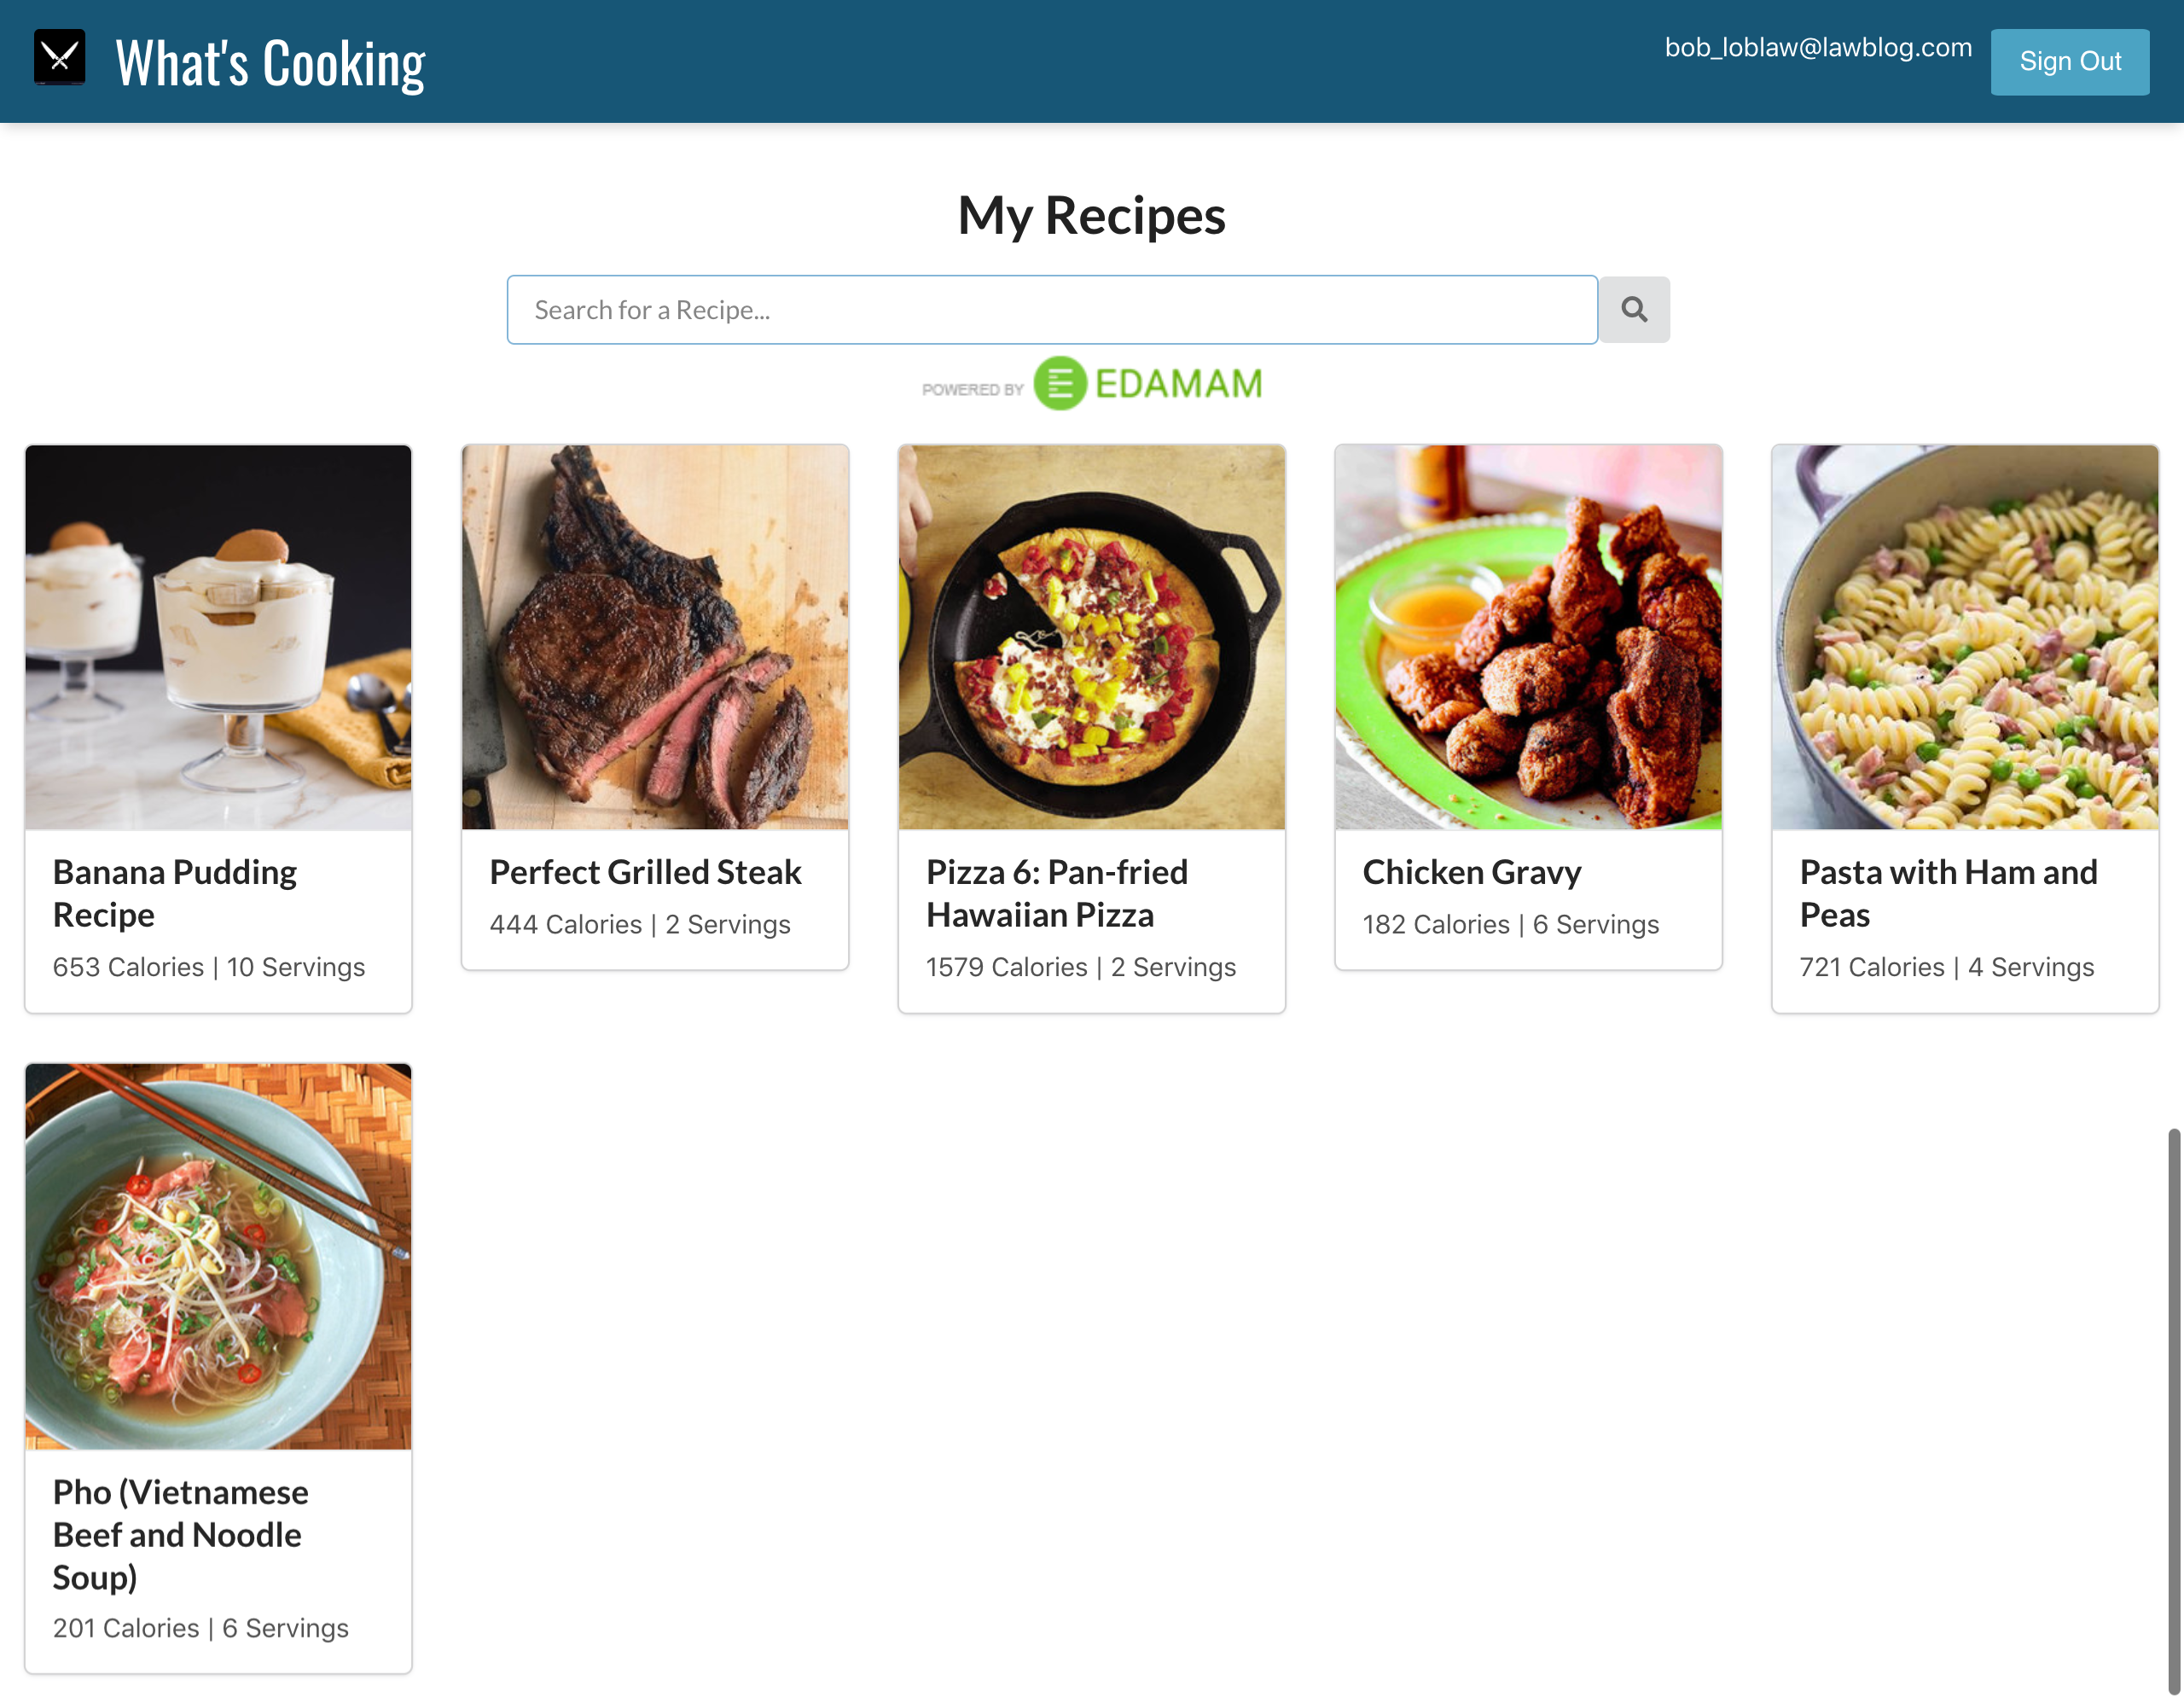 What's Cooking
bob_loblaw@lawblog.com
Sign Out
My Recipes
Search for a Recipe...
POWERED BY EDAMAM
Banana Pudding
Recipe
653 Calories | 10 Servings
Perfect Grilled Steak
444 Calories | 2 Servings
Pizza 6: Pan-fried
Hawaiian Pizza
1579 Calories | 2 Servings
Chicken Gravy
182 Calories | 6 Servings
Pasta with Ham and
Peas
721 Calories | 4 Servings
Pho (Vietnamese
Beef and Noodle
Soup)
201 Calories | 6 Servings